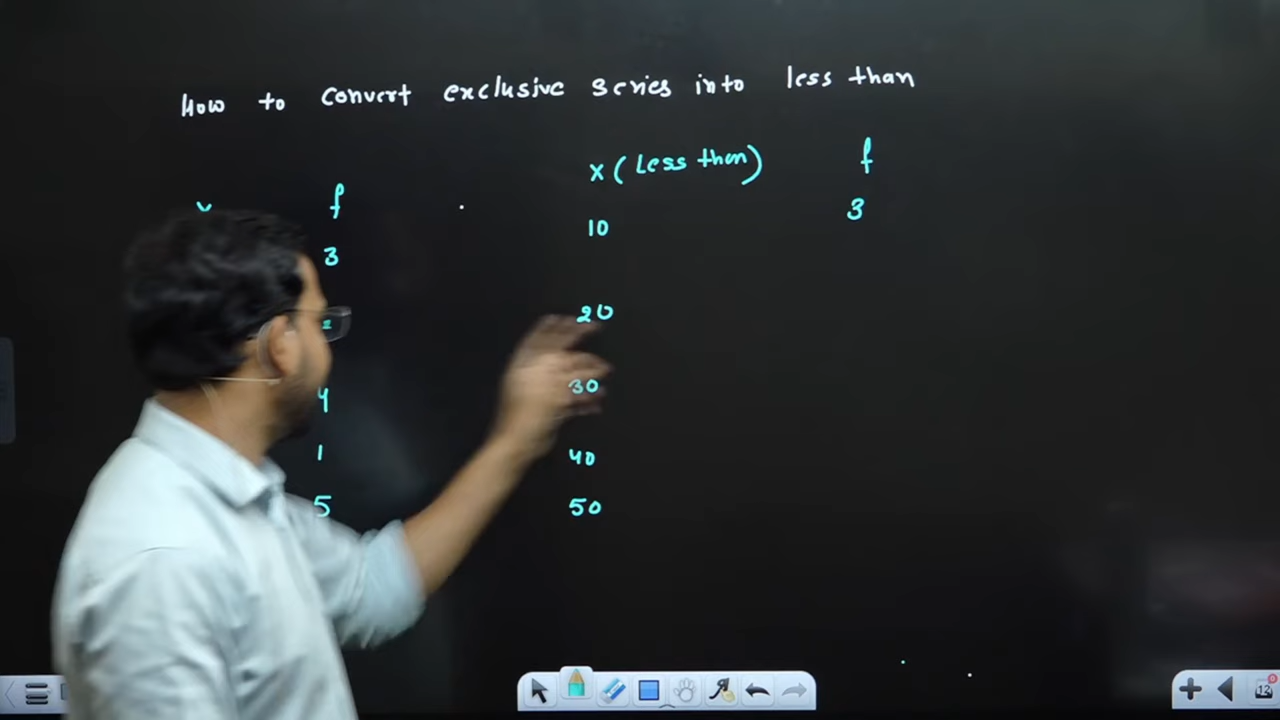 How to convert exclusive series into less than
x (Less than) f
f 10 3
3
20
4 30
1 40
5 50
12